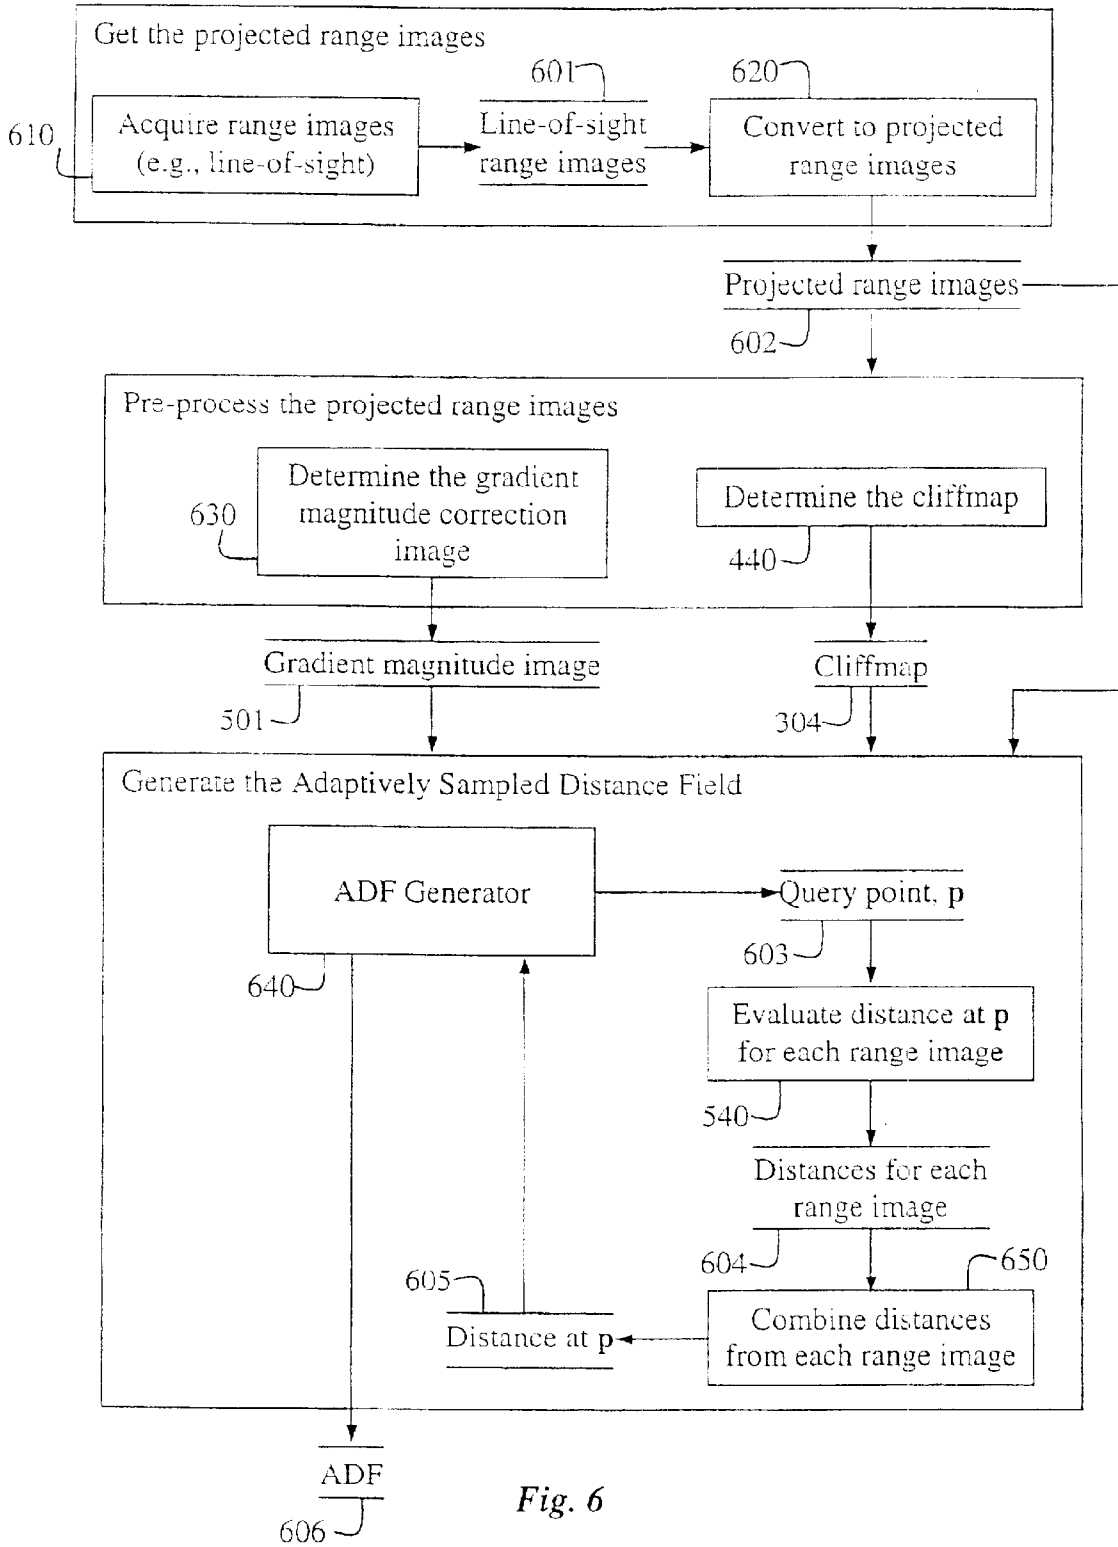 Get the projected range images
601
620
610
Acquire range images
(e.g., line-of-sight)
Line-of-sight
range images
Convert to projected
range images
Projected range images
602
Pre-process the projected range images
630
Determine the gradient
magnitude correction
image
Determine the cliffmap
440
Gradient magnitude image
501
Cliffmap
304
Generate the Adaptively Sampled Distance Field
ADF Generator
640
Query point, p
603
Evaluate distance at p
for each range image
540
Distances for each
range image
604
650
605
Distance at p
Combine distances
from each range image
ADF
606
Fig. 6